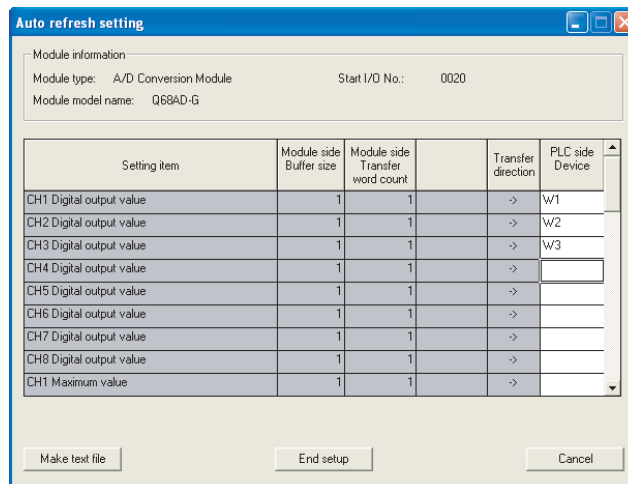 Auto refresh setting
Module information
Module type: A/D Conversion Module Start I/O No.: 0020
Module model name: Q68AD-G
Setting item Module side Buffer size Module side Transfer word count Transfer direction PLC side Device
CH1 Digital output value 1 1 -> W1
CH2 Digital output value 1 1 -> W2
CH3 Digital output value 1 1 -> W3
CH4 Digital output value 1 1 ->
CH5 Digital output value 1 1 ->
CH6 Digital output value 1 1 ->
CH7 Digital output value 1 1 ->
CH8 Digital output value 1 1 ->
CH1 Maximum value 1 1 ->
Make text file End setup Cancel